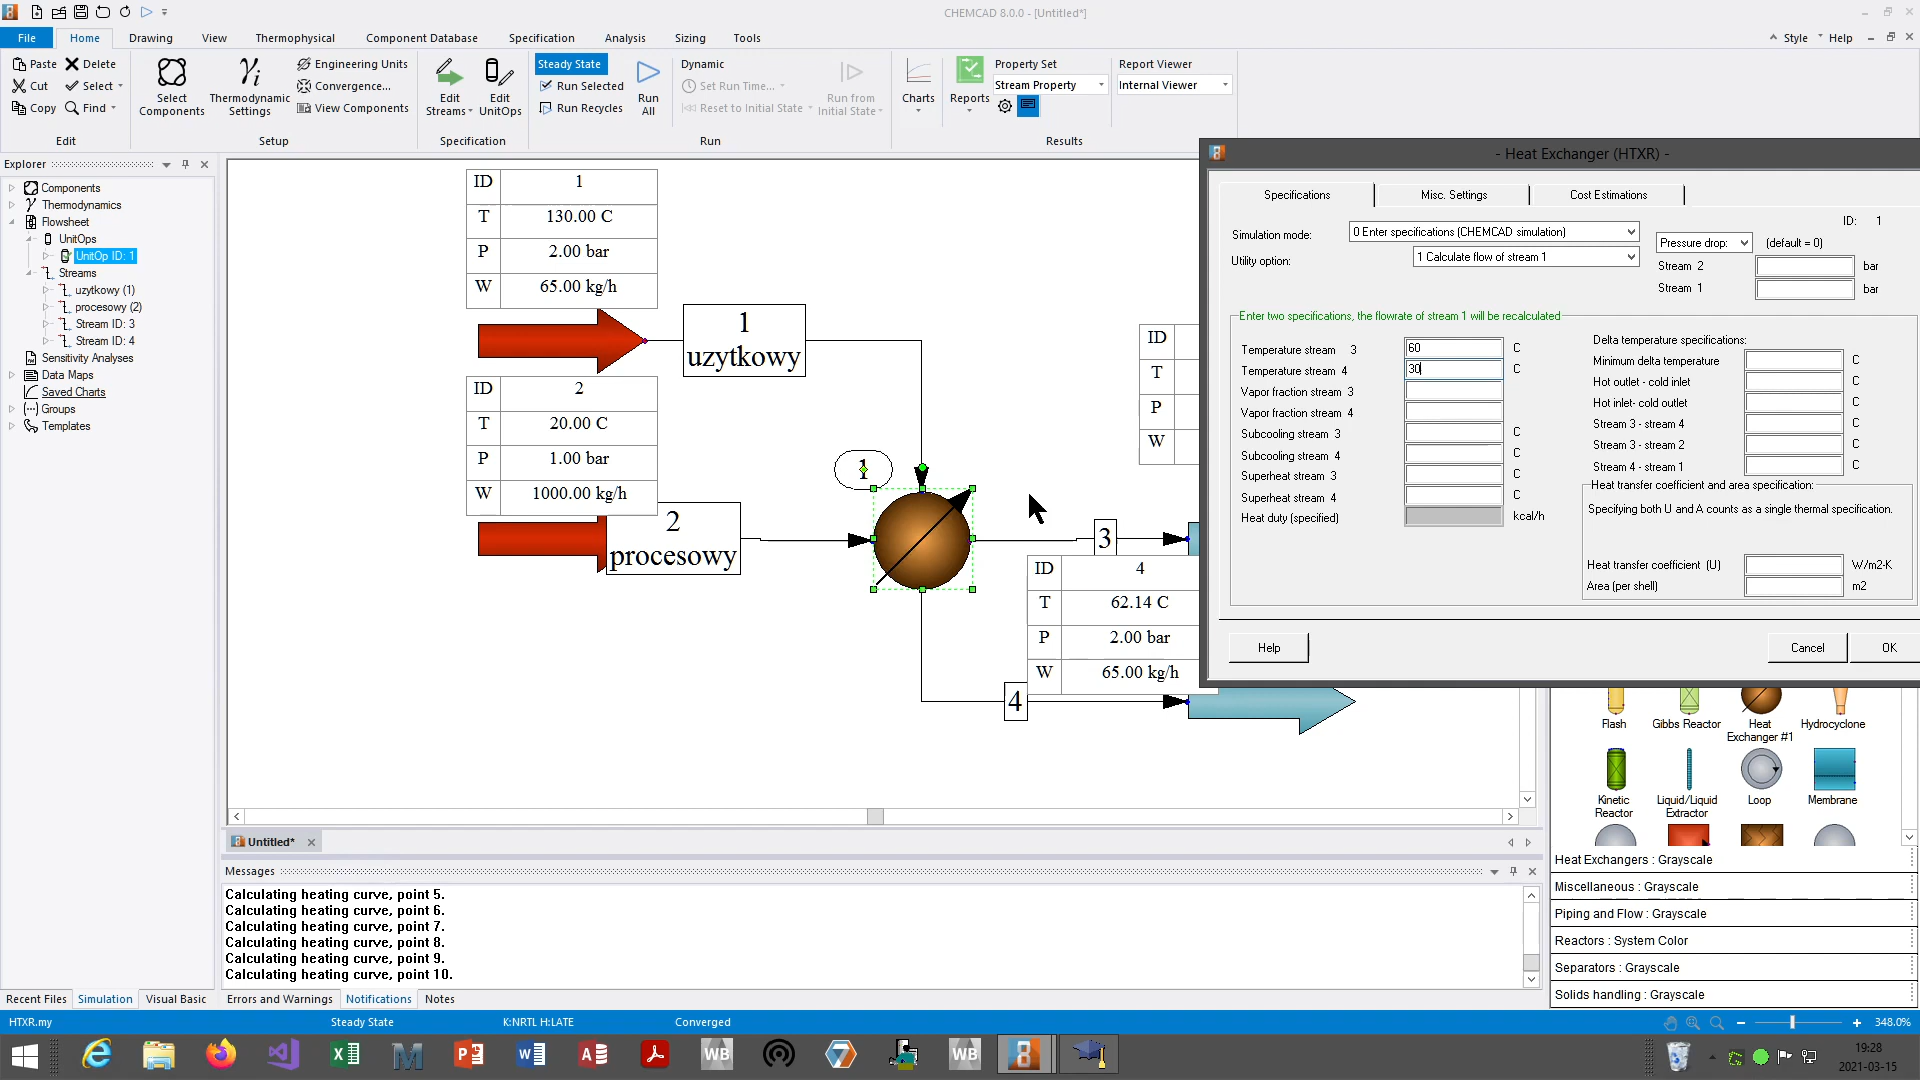 CHEMCAD 8.0.0 - [Untitled*]
File Home Drawing View Thermophysical Component Database Specification Analysis Sizing Tools Style Help
Paste Delete
Cut Select
Copy Find
Edit
Select Components
Thermodynamic Settings
Engineering Units
Convergence...
View Components
Setup
Edit Streams
Edit UnitOps
Specification
Steady State
Run Selected
Run Recycles
Run All
Dynamic
Set Run Time...
Reset to Initial State
Run from Initial State
Run
Charts
Reports
Property Set
Stream Property
Report Viewer
Internal Viewer
Results
Explorer
Components
Thermodynamics
Flowsheet
UnitOps
UnitOp ID: 1
Streams
uzytkowy (1)
procesowy (2)
Stream ID: 3
Stream ID: 4
Sensitivity Analyses
Data Maps
Saved Charts
Groups
Templates
Recent Files Simulation Visual Basic
ID 1
T 130.00 C
P 2.00 bar
W 65.00 kg/h
1
uzytkowy
ID 2
T 20.00 C
P 1.00 bar
W 1000.00 kg/h
2
procesowy
1
ID
T
P
W
3
ID 4
T 62.14 C
P 2.00 bar
W 65.00 kg/h
4
- Heat Exchanger (HTXR) -
Specifications Misc. Settings Cost Estimations
ID: 1
Simulation mode: 0 Enter specifications (CHEMCAD simulation)
Utility option: 1 Calculate flow of stream 1
Pressure drop: (default = 0)
Stream 2 bar
Stream 1 bar
Enter two specifications, the flowrate of stream 1 will be recalculated
Temperature stream 3 60 C
Temperature stream 4 30 C
Vapor fraction stream 3
Vapor fraction stream 4
Subcooling stream 3 C
Subcooling stream 4 C
Superheat stream 3 C
Superheat stream 4 C
Heat duty (specified) kcal/h
Delta temperature specifications:
Minimum delta temperature C
Hot outlet - cold inlet C
Hot inlet- cold outlet C
Stream 3 - stream 4 C
Stream 3 - stream 2 C
Stream 4 - stream 1 C
Heat transfer coefficient and area specification:
Specifying both U and A counts as a single thermal specification.
Heat transfer coefficient (U) W/m2-K
Area (per shell) m2
Help Cancel OK
Flash Gibbs Reactor Heat Exchanger #1 Hydrocyclone
Kinetic Reactor Liquid/Liquid Extractor Loop Membrane
Heat Exchangers : Grayscale
Miscellaneous : Grayscale
Piping and Flow : Grayscale
Reactors : System Color
Separators : Grayscale
Solids handling : Grayscale
Untitled*
Messages
Calculating heating curve, point 5.
Calculating heating curve, point 6.
Calculating heating curve, point 7.
Calculating heating curve, point 8.
Calculating heating curve, point 9.
Calculating heating curve, point 10.
Errors and Warnings Notifications Notes
HTXR.my Steady State K:NRTL H:LATE Converged 348.0%
WB WB
19:28
2021-03-15